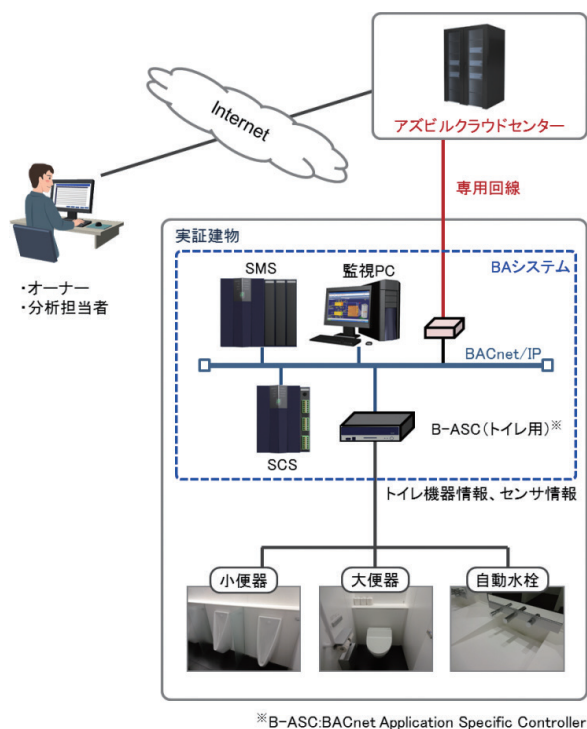 Internet
アズビルクラウドセンター
専用回線
・オーナー
・分析担当者
実証建物
BAシステム
SMS
監視PC
BACnet/IP
SCS
B-ASC(トイレ用)※
トイレ機器情報、センサ情報
小便器
大便器
自動水栓
※B-ASC:BACnet Application Specific Controller